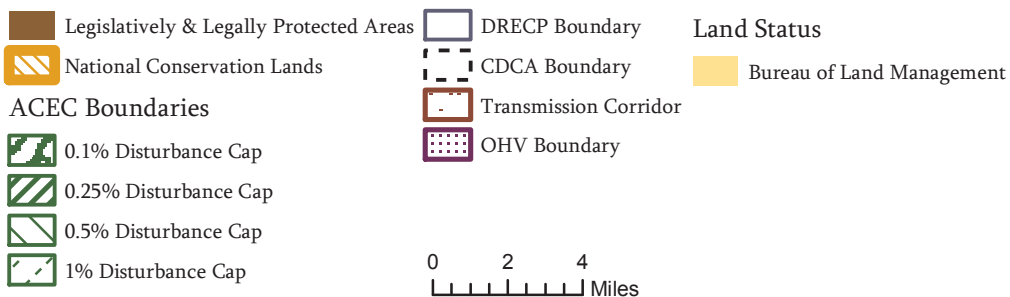 Legislatively & Legally Protected Areas
National Conservation Lands
ACEC Boundaries
0.1% Disturbance Cap
0.25% Disturbance Cap
0.5% Disturbance Cap
1% Disturbance Cap
DRECP Boundary
CDCA Boundary
Transmission Corridor
OHV Boundary
0 2 4
Miles
Land Status
Bureau of Land Management